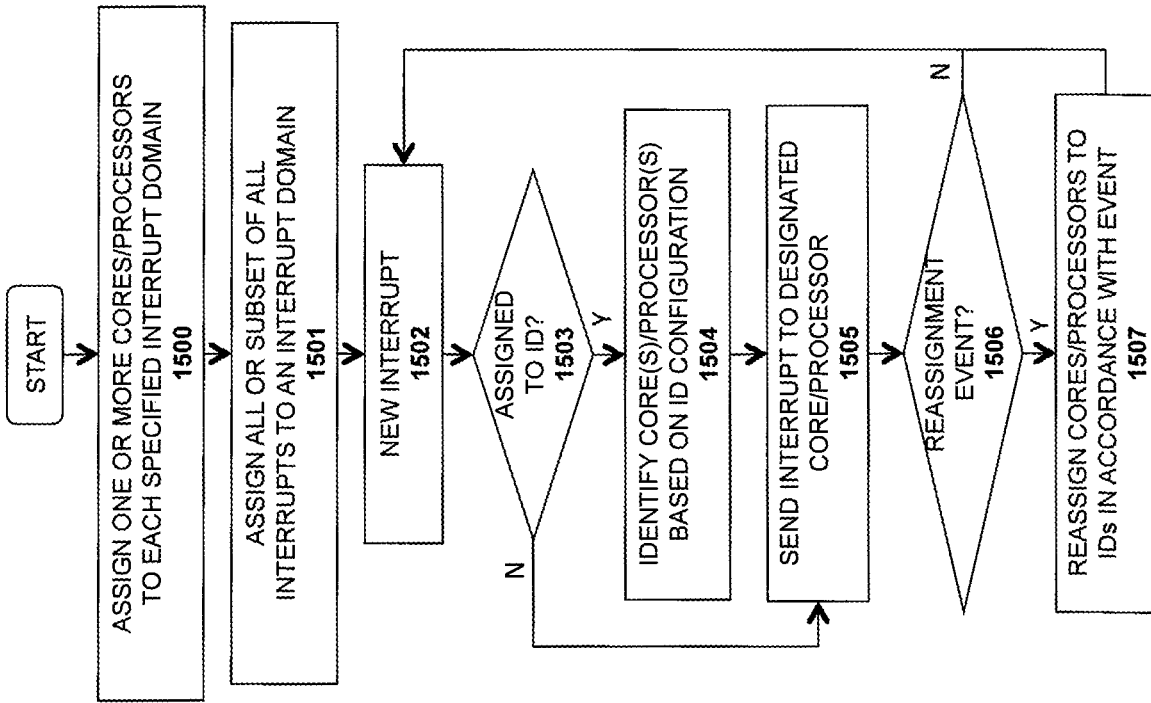 START
ASSIGN ONE OR MORE CORES/PROCESSORS
TO EACH SPECIFIED INTERRUPT DOMAIN
1500
ASSIGN ALL OR SUBSET OF ALL
INTERRUPTS TO AN INTERRUPT DOMAIN
1501
NEW INTERRUPT
1502
ASSIGNED
TO ID?
1503
N
Y
IDENTIFY CORE(S)/PROCESSOR(S)
BASED ON ID CONFIGURATION
1504
SEND INTERRUPT TO DESIGNATED
CORE/PROCESSOR
1505
REASSIGNMENT
EVENT?
1506
N
Y
REASSIGN CORES/PROCESSORS TO
IDs IN ACCORDANCE WITH EVENT
1507